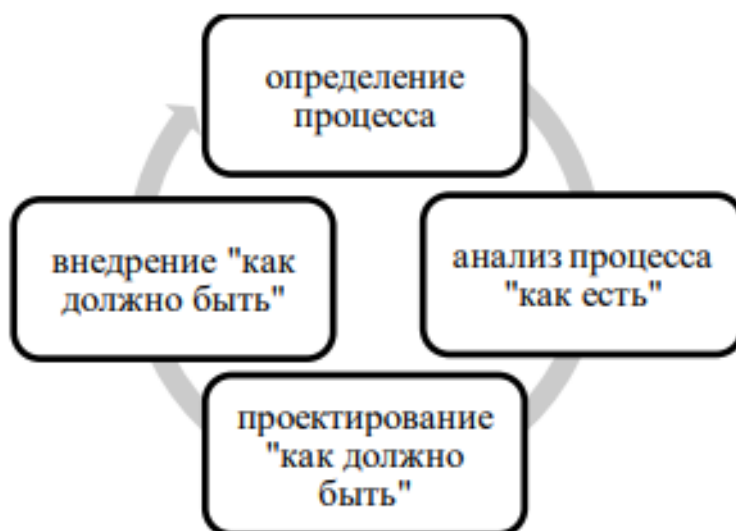 определение
процесса
анализ процесса
"как есть"
проектирование
"как должно
быть"
внедрение "как
должно быть"